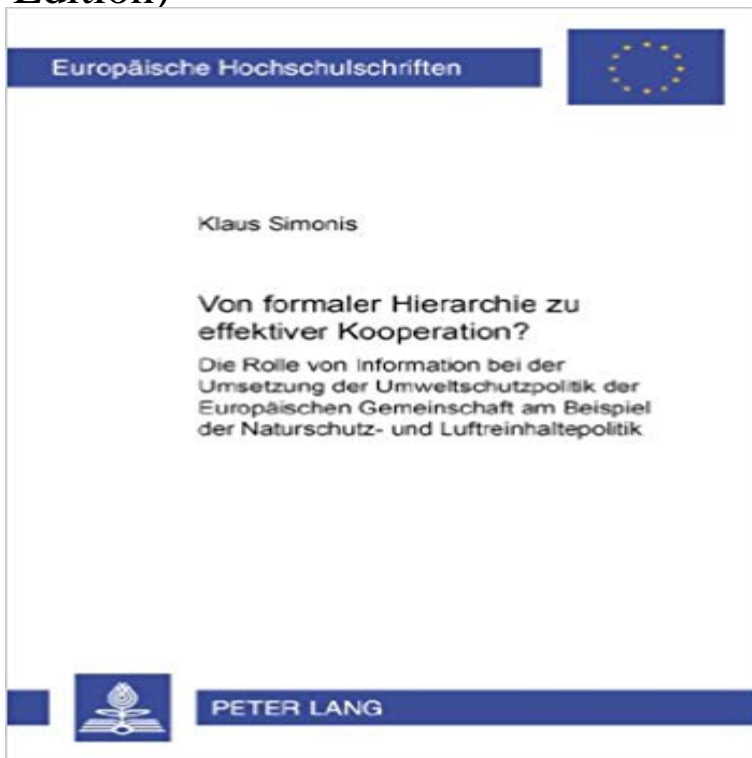 Edition)
Europäische Hochschulschriften
Klaus Simonis
Von formaler Hierarchie zu
effektiver Kooperation?
Die Rolle von Information bei der
Umsetzung der Umweltschutzpolitik der
Europäischen Gemeinschaft am Beispiel
der Naturschutz- und Luftreinhaltepolitik
PETER LANG